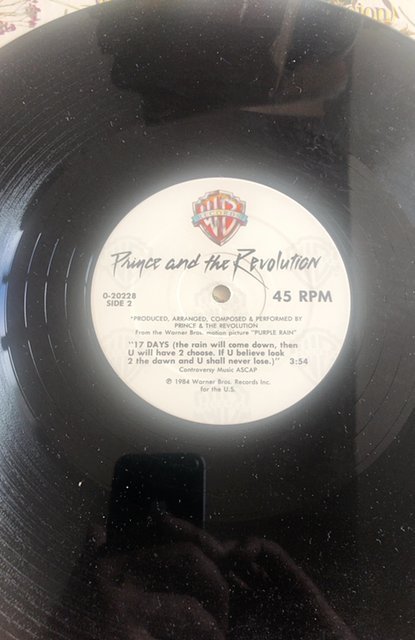 WB
RECORDS
Prince and the Revolution
0-20228
SIDE 2
45 RPM
*PRODUCED, ARRANGED, COMPOSED & PERFORMED BY
PRINCE & THE REVOLUTION
From the Warner Bros. motion picture "PURPLE RAIN"
"17 DAYS (the rain will come down, then
U will have 2 choose. If U believe look
2 the dawn and U shall never lose.)" 3:54
Controversy Music ASCAP
℗ 1984 Warner Bros. Records Inc.
for the U.S.